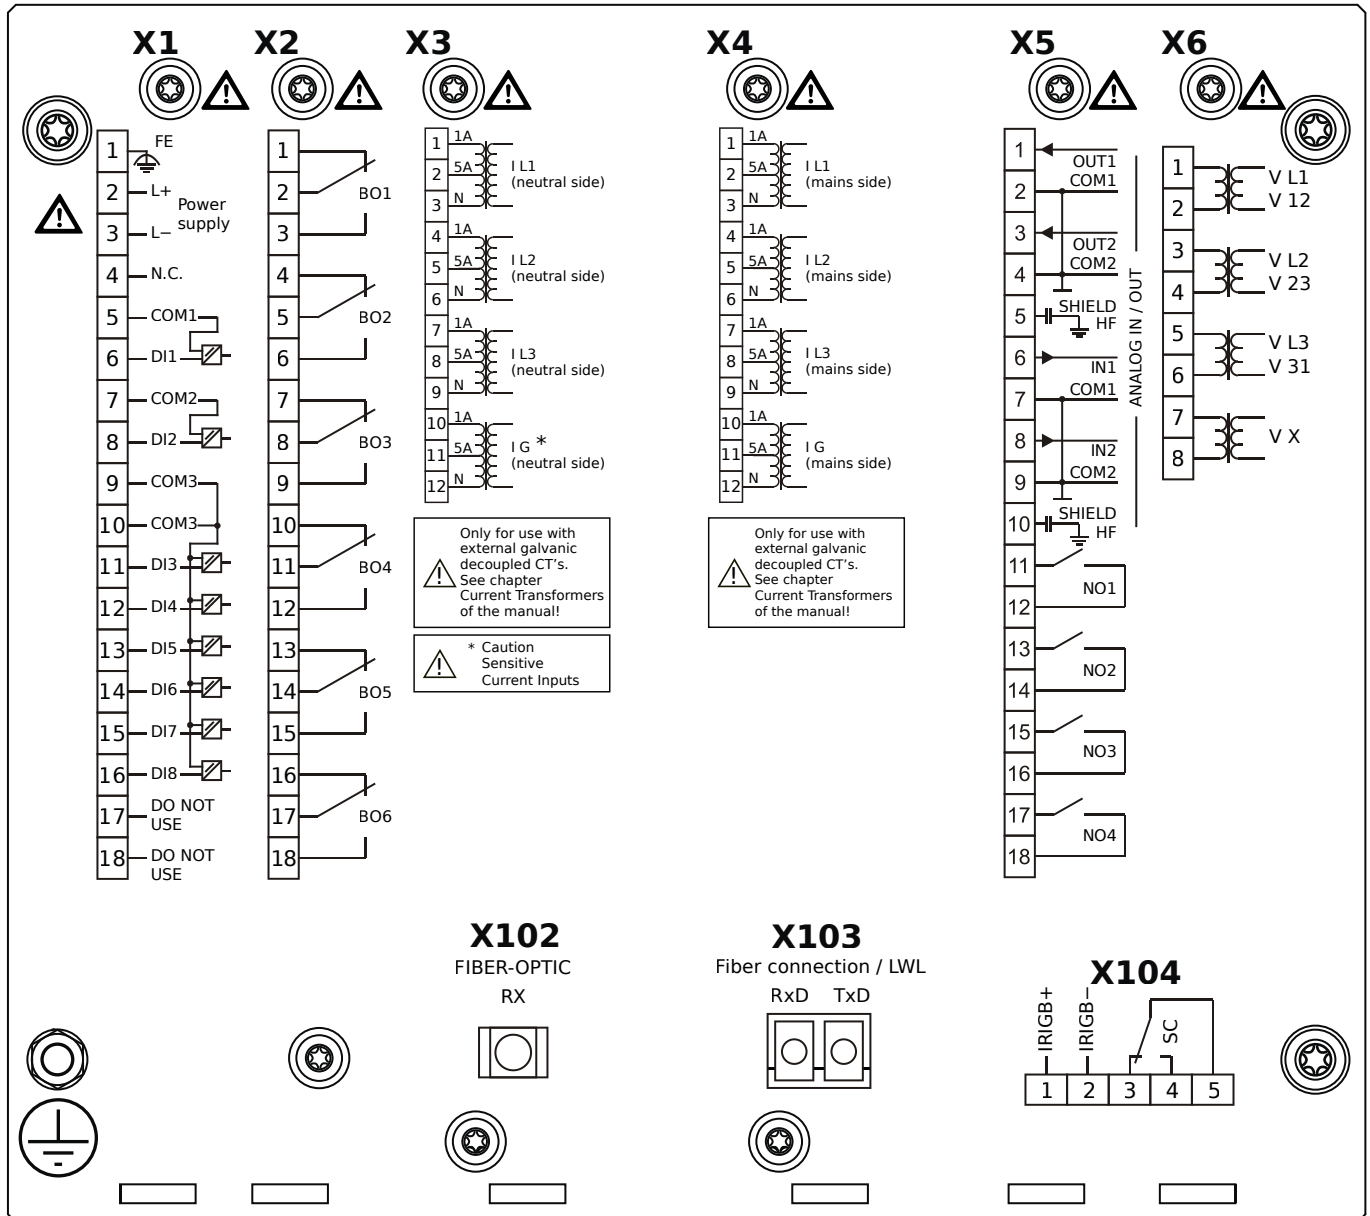 X1
X2
X3
X4
X5
X6
1 FE
2 L+ Power
supply
3 L−
4 N.C.
5 COM1
6 DI1
7 COM2
8 DI2
9 COM3
10 COM3
11 DI3
12 DI4
13 DI5
14 DI6
15 DI7
16 DI8
17 DO NOT
USE
18 DO NOT
USE
1
2 BO1
3
4
5 BO2
6
7
8 BO3
9
10
11 BO4
12
13
14 BO5
15
16
17 BO6
18
1 1A
2 5A I L1
(neutral side)
3 N
4 1A
5 5A I L2
(neutral side)
6 N
7 1A
8 5A I L3
(neutral side)
9 N
10 1A
11 5A I G *
(neutral side)
12 N
Only for use with
external galvanic
decoupled CT's.
See chapter
Current Transformers
of the manual!
* Caution
Sensitive
Current Inputs
1 1A
2 5A I L1
(mains side)
3 N
4 1A
5 5A I L2
(mains side)
6 N
7 1A
8 5A I L3
(mains side)
9 N
10 1A
11 5A I G
(mains side)
12 N
Only for use with
external galvanic
decoupled CT's.
See chapter
Current Transformers
of the manual!
1 OUT1
2 COM1
3 OUT2
4 COM2
5 SHIELD
HF
6 IN1
7 COM1
8 IN2
9 COM2
10 SHIELD
HF
ANALOG IN / OUT
11
NO1
12
13
NO2
14
15
NO3
16
17
NO4
18
1 V L1
2 V 12
3 V L2
4 V 23
5 V L3
6 V 31
7 V X
8
X102
FIBER-OPTIC
RX
X103
Fiber connection / LWL
RxD TxD
X104
IRIGB+
IRIGB−
SC
1 2 3 4 5